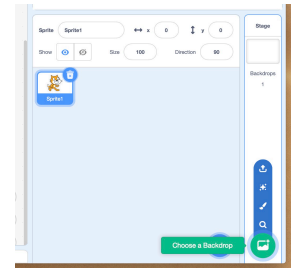 Sprite Sprite1 x 0 y 0
Show Size 100 Direction 90
Sprite1
Stage
Backdrops
1
Choose a Backdrop